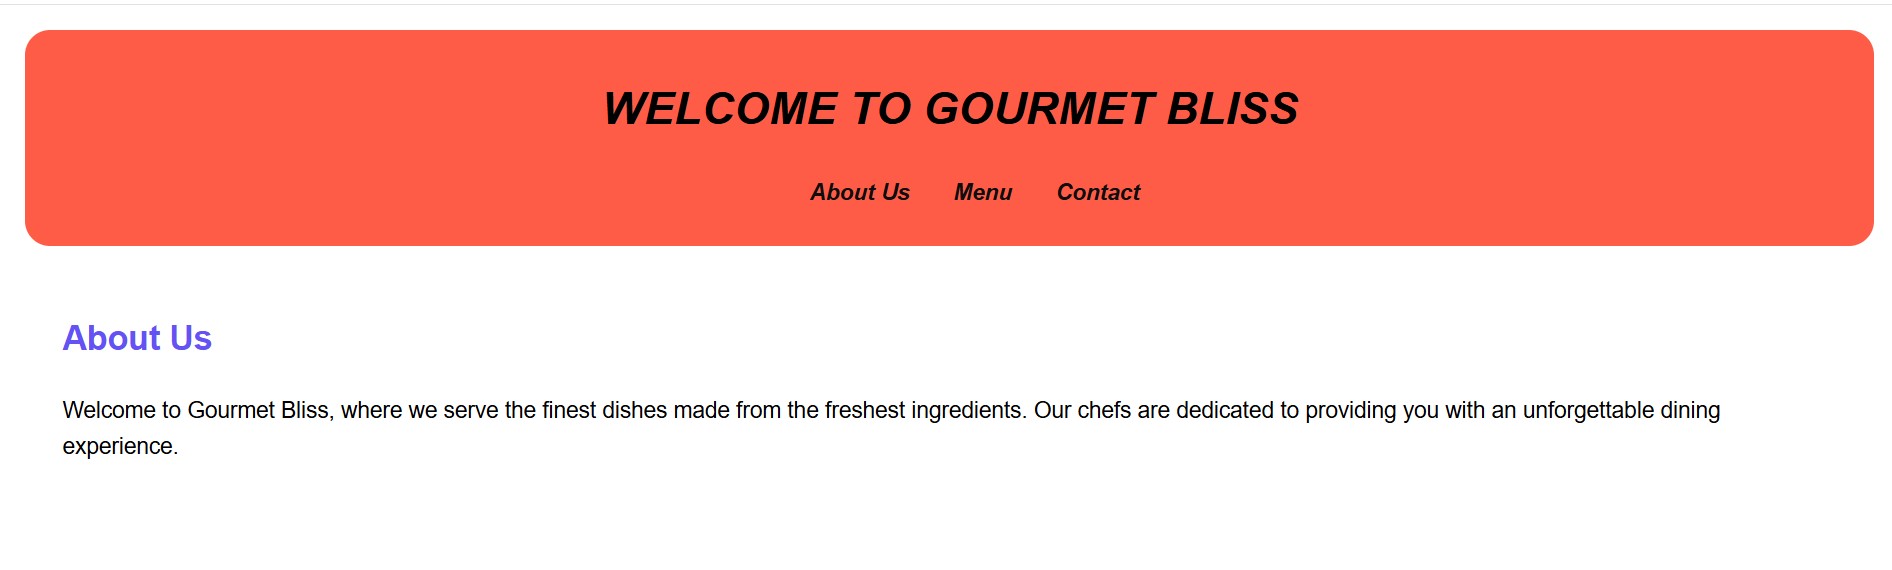 WELCOME TO GOURMET BLISS
About Us Menu Contact
About Us
Welcome to Gourmet Bliss, where we serve the finest dishes made from the freshest ingredients. Our chefs are dedicated to providing you with an unforgettable dining
experience.